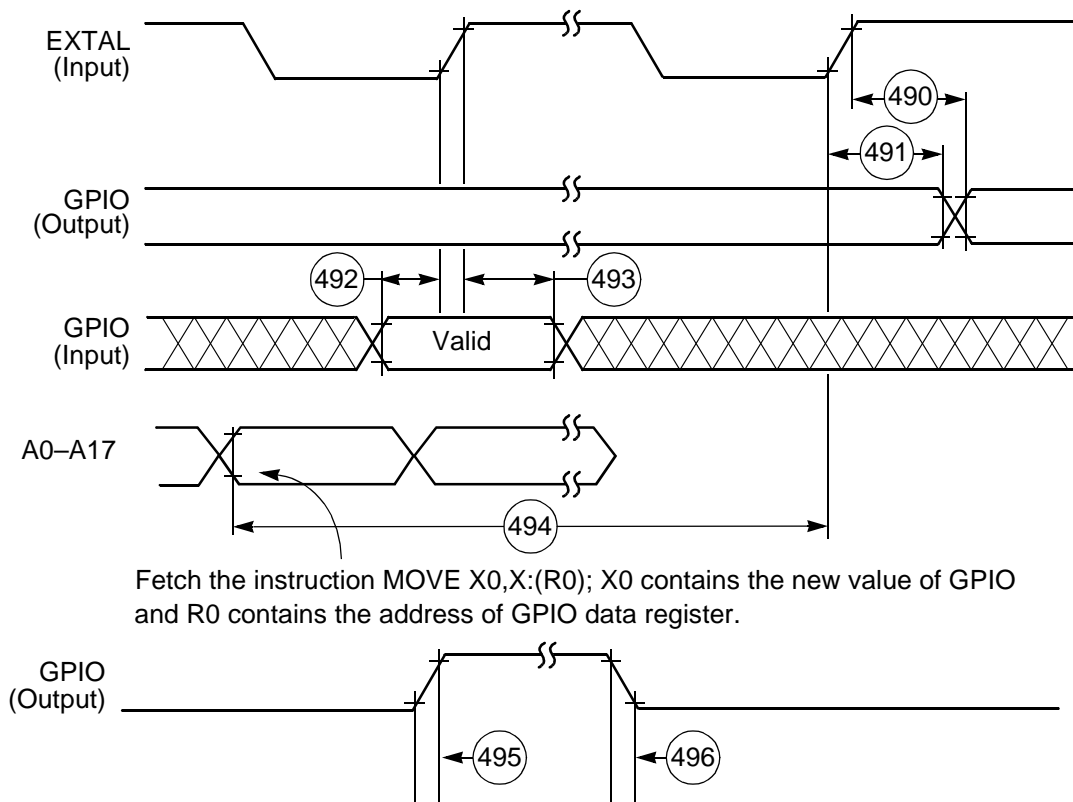 EXTAL
(Input)
490
491
GPIO
(Output)
492
493
GPIO
(Input)
Valid
A0–A17
494
Fetch the instruction MOVE X0,X:(R0); X0 contains the new value of GPIO
and R0 contains the address of GPIO data register.
GPIO
(Output)
495
496